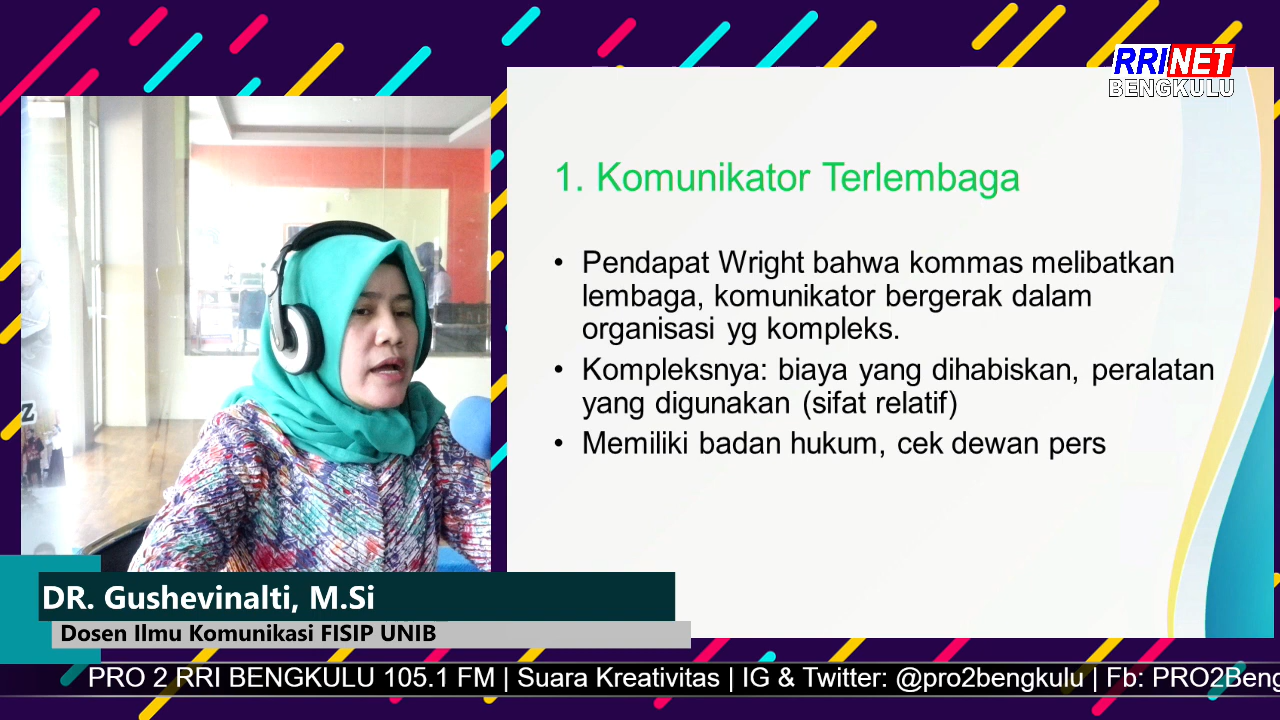 RRINET
BENGKULU
1. Komunikator Terlembaga
• Pendapat Wright bahwa kommas melibatkan
lembaga, komunikator bergerak dalam
organisasi yg kompleks.
• Kompleksnya: biaya yang dihabiskan, peralatan
yang digunakan (sifat relatif)
• Memiliki badan hukum, cek dewan pers
DR. Gushevinalti, M.Si
Dosen Ilmu Komunikasi FISIP UNIB
PRO 2 RRI BENGKULU 105.1 FM | Suara Kreativitas | IG & Twitter: @pro2bengkulu | Fb: PRO2Beng